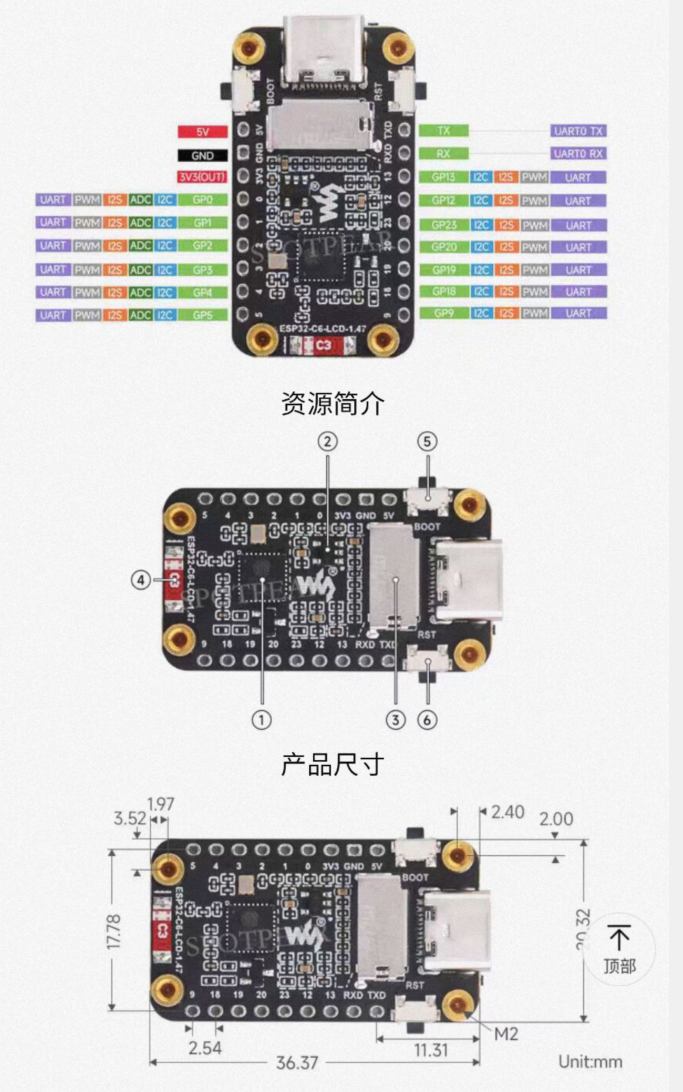 BOOT
RST
5V 5V TXD TX UART0 TX
GND GND RXD RX UART0 RX
3V3(OUT) 3V3 13 GP13 I2C I2S PWM UART
UART PWM I2S ADC I2C GP0 0 12 GP12 I2C I2S PWM UART
UART PWM I2S ADC I2C GP1 1 23 GP23 I2C I2S PWM UART
UART PWM I2S ADC I2C GP2 2 20 GP20 I2C I2S PWM UART
UART PWM I2S ADC I2C GP3 3 19 GP19 I2C I2S PWM UART
UART PWM I2S ADC I2C GP4 4 18 GP18 I2C I2S PWM UART
UART PWM I2S ADC I2C GP5 5 9 GP9 I2C I2S PWM UART
SPOTPEAR
ESP32-C6-LCD-1.47
C3
资源简介
② ⑤
5 4 3 2 1 0 3V3 GND 5V
BOOT
ESP32-C6-LCD-1.47
④
C3
SPOTPEAR
RST
9 18 19 20 23 12 13 RXD TXD
① ③ ⑥
产品尺寸
1.97
3.52
2.40
2.00
5 4 3 2 1 0 3V3 GND 5V
BOOT
ESP32-C6-LCD-1.47
17.78
C3
SPOTPEAR
顶部
RST
9 18 19 20 23 12 13 RXD TXD
M2
2.54
11.31
36.37
Unit:mm